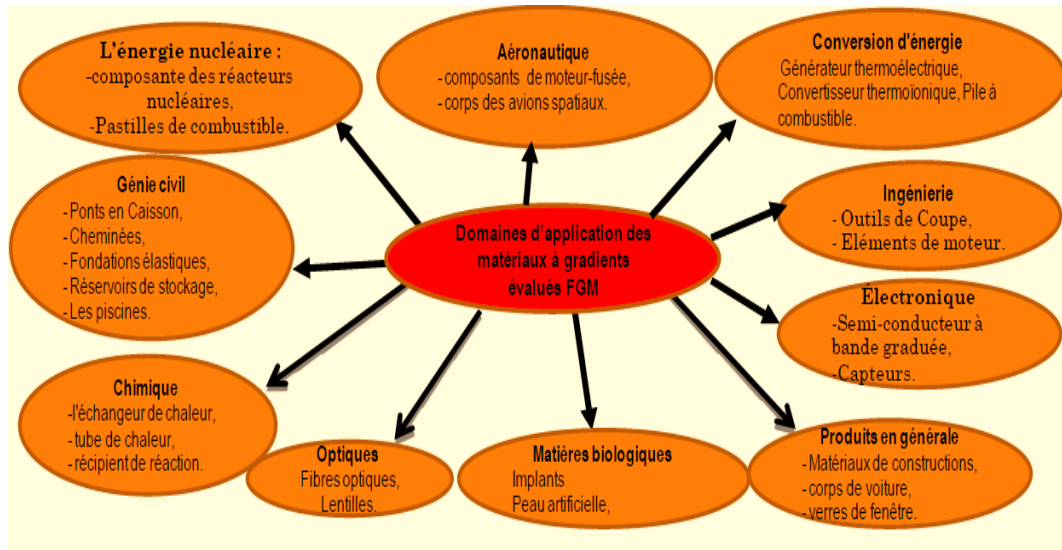 L'énergie nucléaire :
-composante des réacteurs
nucléaires,
-Pastilles de combustible.
Aéronautique
- composants de moteur-fusée,
- corps des avions spatiaux.
Conversion d'énergie
Générateur thermoélectrique,
Convertisseur thermoïonique, Pile à
combustible.
Génie civil
- Ponts en Caisson,
- Cheminées,
- Fondations élastiques,
- Réservoirs de stockage,
- Les piscines.
Domaines d'application des
matériaux à gradients
évalués FGM
Ingénierie
- Outils de Coupe,
- Eléments de moteur.
Électronique
-Semi-conducteur à
bande graduée,
-Capteurs.
Chimique
-l'échangeur de chaleur,
- tube de chaleur,
- récipient de réaction.
Optiques
Fibres optiques,
Lentilles.
Matières biologiques
Implants
Peau artificielle,
Produits en générale
- Matériaux de constructions,
- corps de voiture,
- verres de fenêtre.